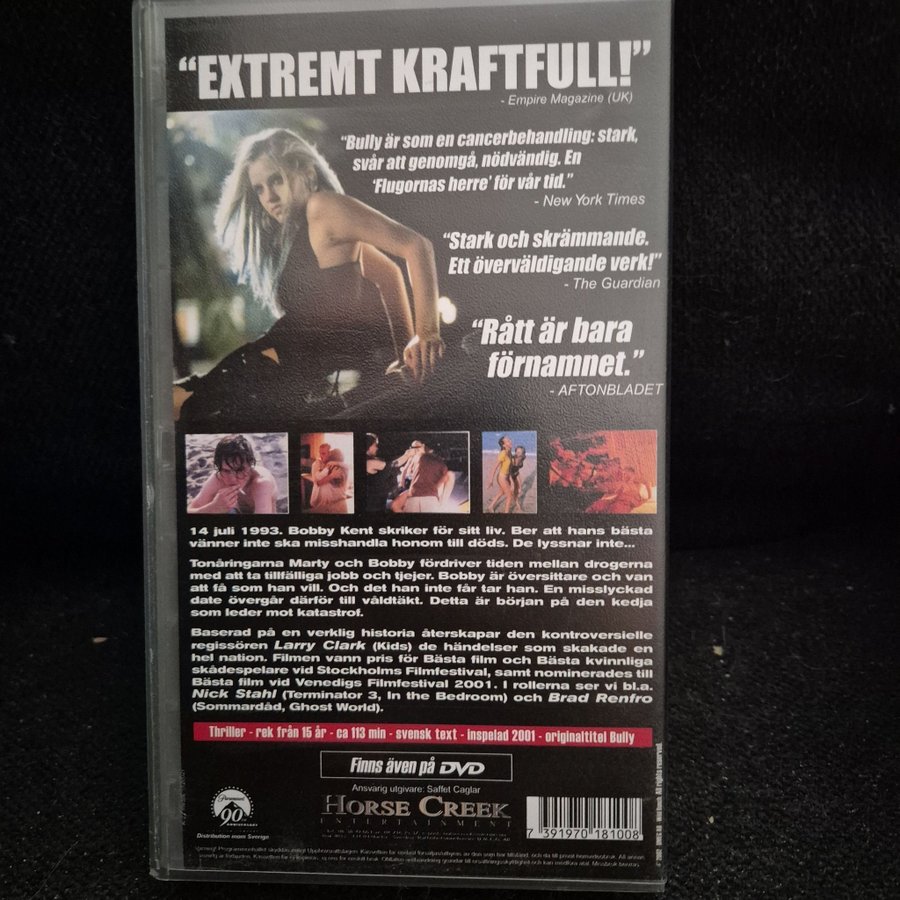 “EXTREMT KRAFTFULL!”
- Empire Magazine (UK)
“Bully är som en cancerbehandling: stark,
svår att genomgå, nödvändig. En
‘Flugornas herre’ för vår tid.”
- New York Times
“Stark och skrämmande.
Ett överväldigande verk!”
- The Guardian
“Rått är bara
förnamnet.”
- AFTONBLADET
14 juli 1993. Bobby Kent skriker för sitt liv. Ber att hans bästa
vänner inte ska misshandla honom till döds. De lyssnar inte...
Tonåringarna Marty och Bobby fördriver tiden mellan drogerna
med att ta tillfälliga jobb och tjejer. Bobby är översittare och van
att få som han vill. Och det han inte får tar han. En misslyckad
date övergår därför till våldtäkt. Detta är början på den kedja
som leder mot katastrof.
Baserad på en verklig historia återskapar den kontroversielle
regissören Larry Clark (Kids) de händelser som skakade en
hel nation. Filmen vann pris för Bästa film och Bästa kvinnliga
skådespelare vid Stockholms Filmfestival, samt nominerades till
Bästa film vid Venedigs Filmfestival 2001. I rollerna ser vi bl.a.
Nick Stahl (Terminator 3, In the Bedroom) och Brad Renfro
(Sommardåd, Ghost World).
Thriller - rek från 15 år - ca 113 min - svensk text - inspelad 2001 - originaltitel Bully
Finns även på DVD
Ansvarig utgivare: Saffet Caglar
HORSE CREEK
ENTERTAINMENT
Paramount
90
ANNIVERSARY
Distribution inom Sverige
7 391970 181008
All rights reserved.